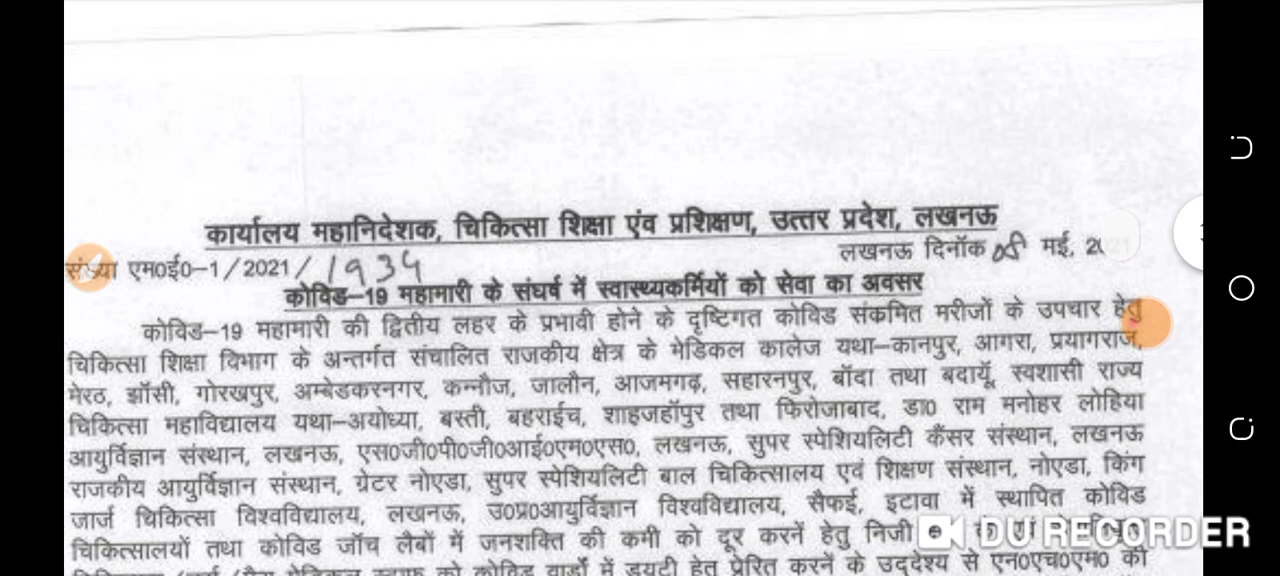 कार्यालय महानिदेशक, चिकित्सा शिक्षा एंव प्रशिक्षण, उत्तर प्रदेश, लखनऊ
लखनऊ दिनॉक 08 मई, 2021
संख्या एम0ई0-1/2021/1934
कोविड-19 महामारी के संघर्ष में स्वास्थ्यकर्मियों को सेवा का अवसर
कोविड-19 महामारी की द्वितीय लहर के प्रभावी होने के दृष्टिगत कोविड संकमित मरीजों के उपचार हेतु
चिकित्सा शिक्षा विभाग के अन्तर्गत संचालित राजकीय क्षेत्र के मेडिकल कालेज यथा-कानपुर, आगरा, प्रयागराज,
मेरठ, झॉसी, गोरखपुर, अम्बेडकरनगर, कन्नौज, जालौन, आजमगढ़, सहारनपुर, बॉदा तथा बदायूँ, स्वशासी राज्य
चिकित्सा महाविद्यालय यथा-अयोध्या, बस्ती, बहराईच, शाहजहॉपुर तथा फिरोजाबाद, डा0 राम मनोहर लोहिया
आयुर्विज्ञान संस्थान, लखनऊ, एस0जी0पी0जी0आई0एम0एस0, लखनऊ, सुपर स्पेशियलिटी कैंसर संस्थान, लखनऊ
राजकीय आयुर्विज्ञान संस्थान, ग्रेटर नोएडा, सुपर स्पेशियलिटी बाल चिकित्सालय एवं शिक्षण संस्थान, नोएडा, किंग
जार्ज चिकित्सा विश्वविद्यालय, लखनऊ, उ0प्र0आयुर्विज्ञान विश्वविद्यालय, सैफई, इटावा में स्थापित कोविड
चिकित्सालयों तथा कोविड जॉच लैबों में जनशक्ति की कमी को दूर करनें हेतु निजी
को कोविड वार्डों में डयूटी हेतु प्रेरित करनें के उद्देश्य से एन0एच0एम0 की
DU RECORDER